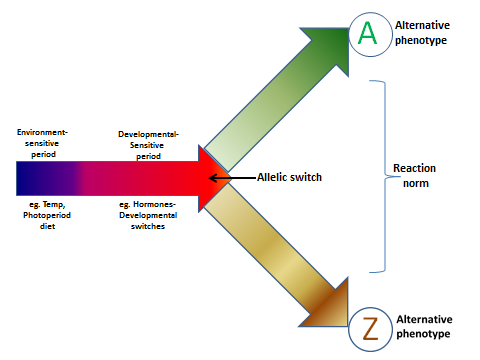 A
Alternative
phenotype
Environment-
sensitive
period
Developmental-
Sensitive
period
Allelic switch
Reaction
norm
eg. Temp,
Photoperiod
diet
eg. Hormones-
Developmental
switches
Z
Alternative
phenotype